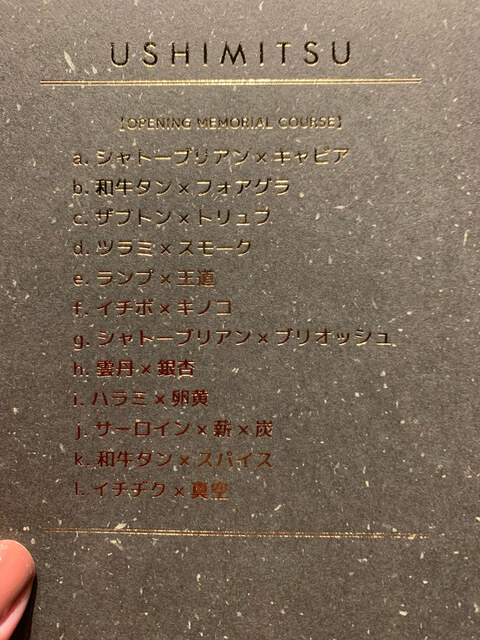 USHIMITSU
【OPENING MEMORIAL COURSE】
a. シャトーブリアン×キャビア
b. 和牛タン×フォアグラ
c. ザブトン×トリュフ
d. ツラミ×スモーク
e. ランプ×王道
f. イチボ×キノコ
g. シャトーブリアン×ブリオッシュ
h. 雲丹×銀杏
i. ハラミ×卵黄
j. サーロイン×薪×炭
k. 和牛タン×スパイス
l. イチヂク×真空